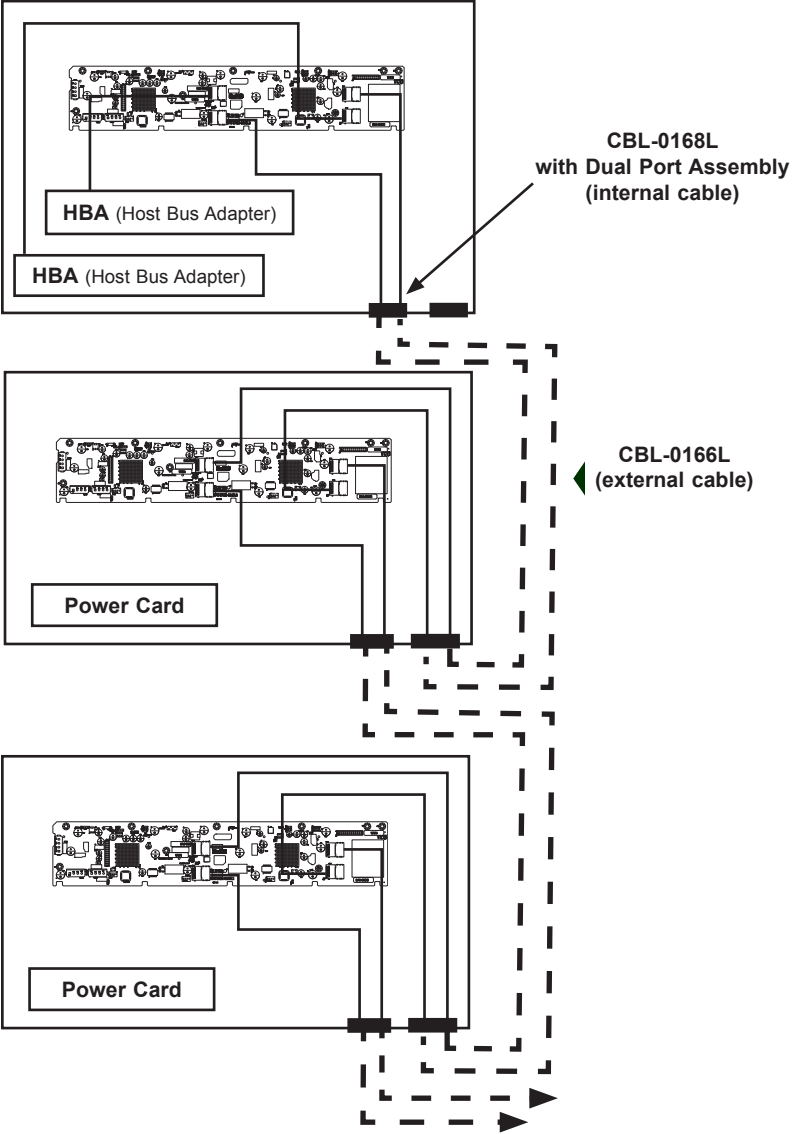 CBL-0168L
with Dual Port Assembly
(internal cable)
HBA (Host Bus Adapter)
HBA (Host Bus Adapter)
CBL-0166L
(external cable)
Power Card
Power Card